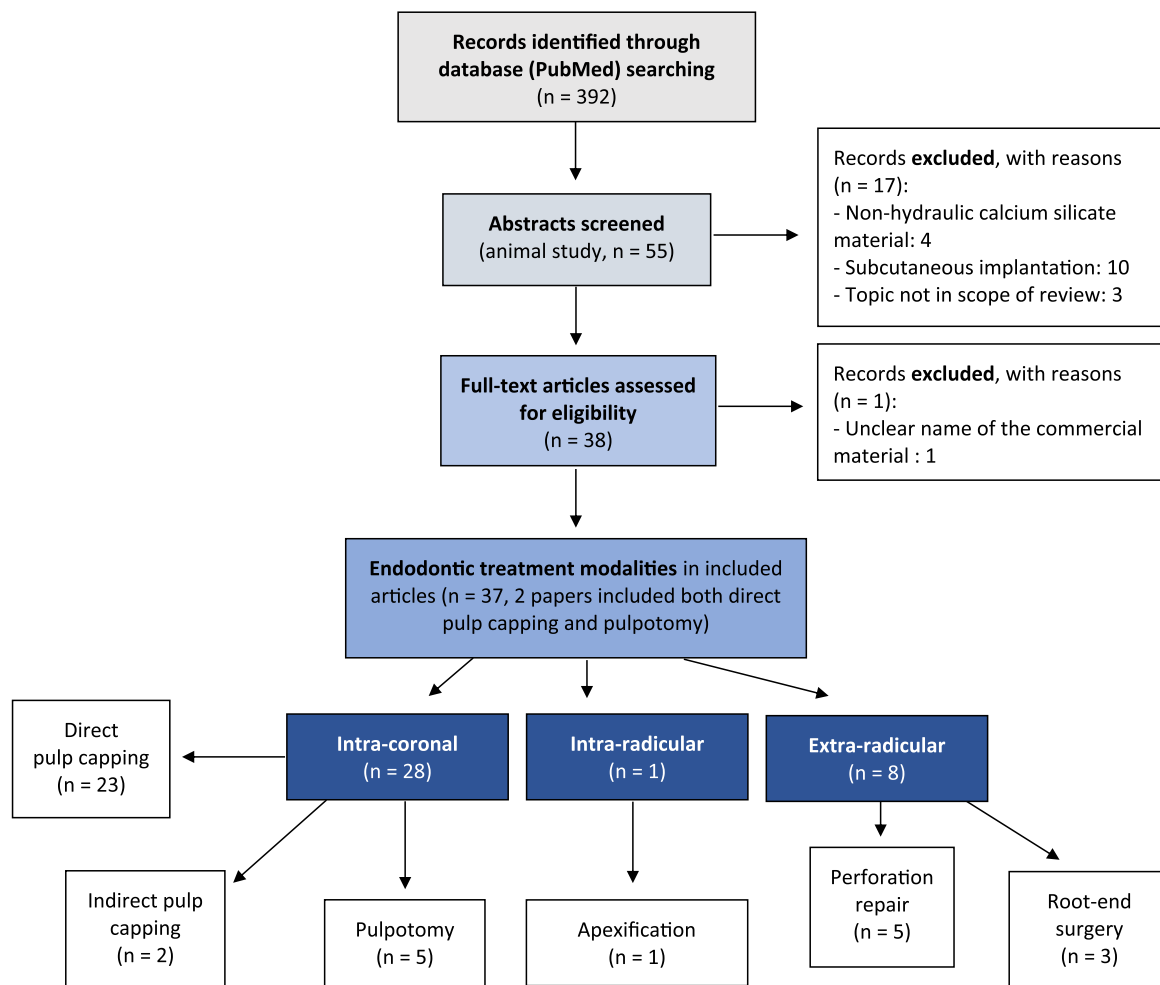 Records identified through
database (PubMed) searching
(n = 392)
Records excluded, with reasons
(n = 17):
- Non-hydraulic calcium silicate
material: 4
- Subcutaneous implantation: 10
- Topic not in scope of review: 3
Abstracts screened
(animal study, n = 55)
Records excluded, with reasons
(n = 1):
- Unclear name of the commercial
material : 1
Full-text articles assessed
for eligibility
(n = 38)
Endodontic treatment modalities in included
articles (n = 37, 2 papers included both direct
pulp capping and pulpotomy)
Direct
pulp capping
(n = 23)
Intra-coronal
(n = 28)
Intra-radicular
(n = 1)
Extra-radicular
(n = 8)
Indirect pulp
capping
(n = 2)
Pulpotomy
(n = 5)
Apexification
(n = 1)
Perforation
repair
(n = 5)
Root-end
surgery
(n = 3)